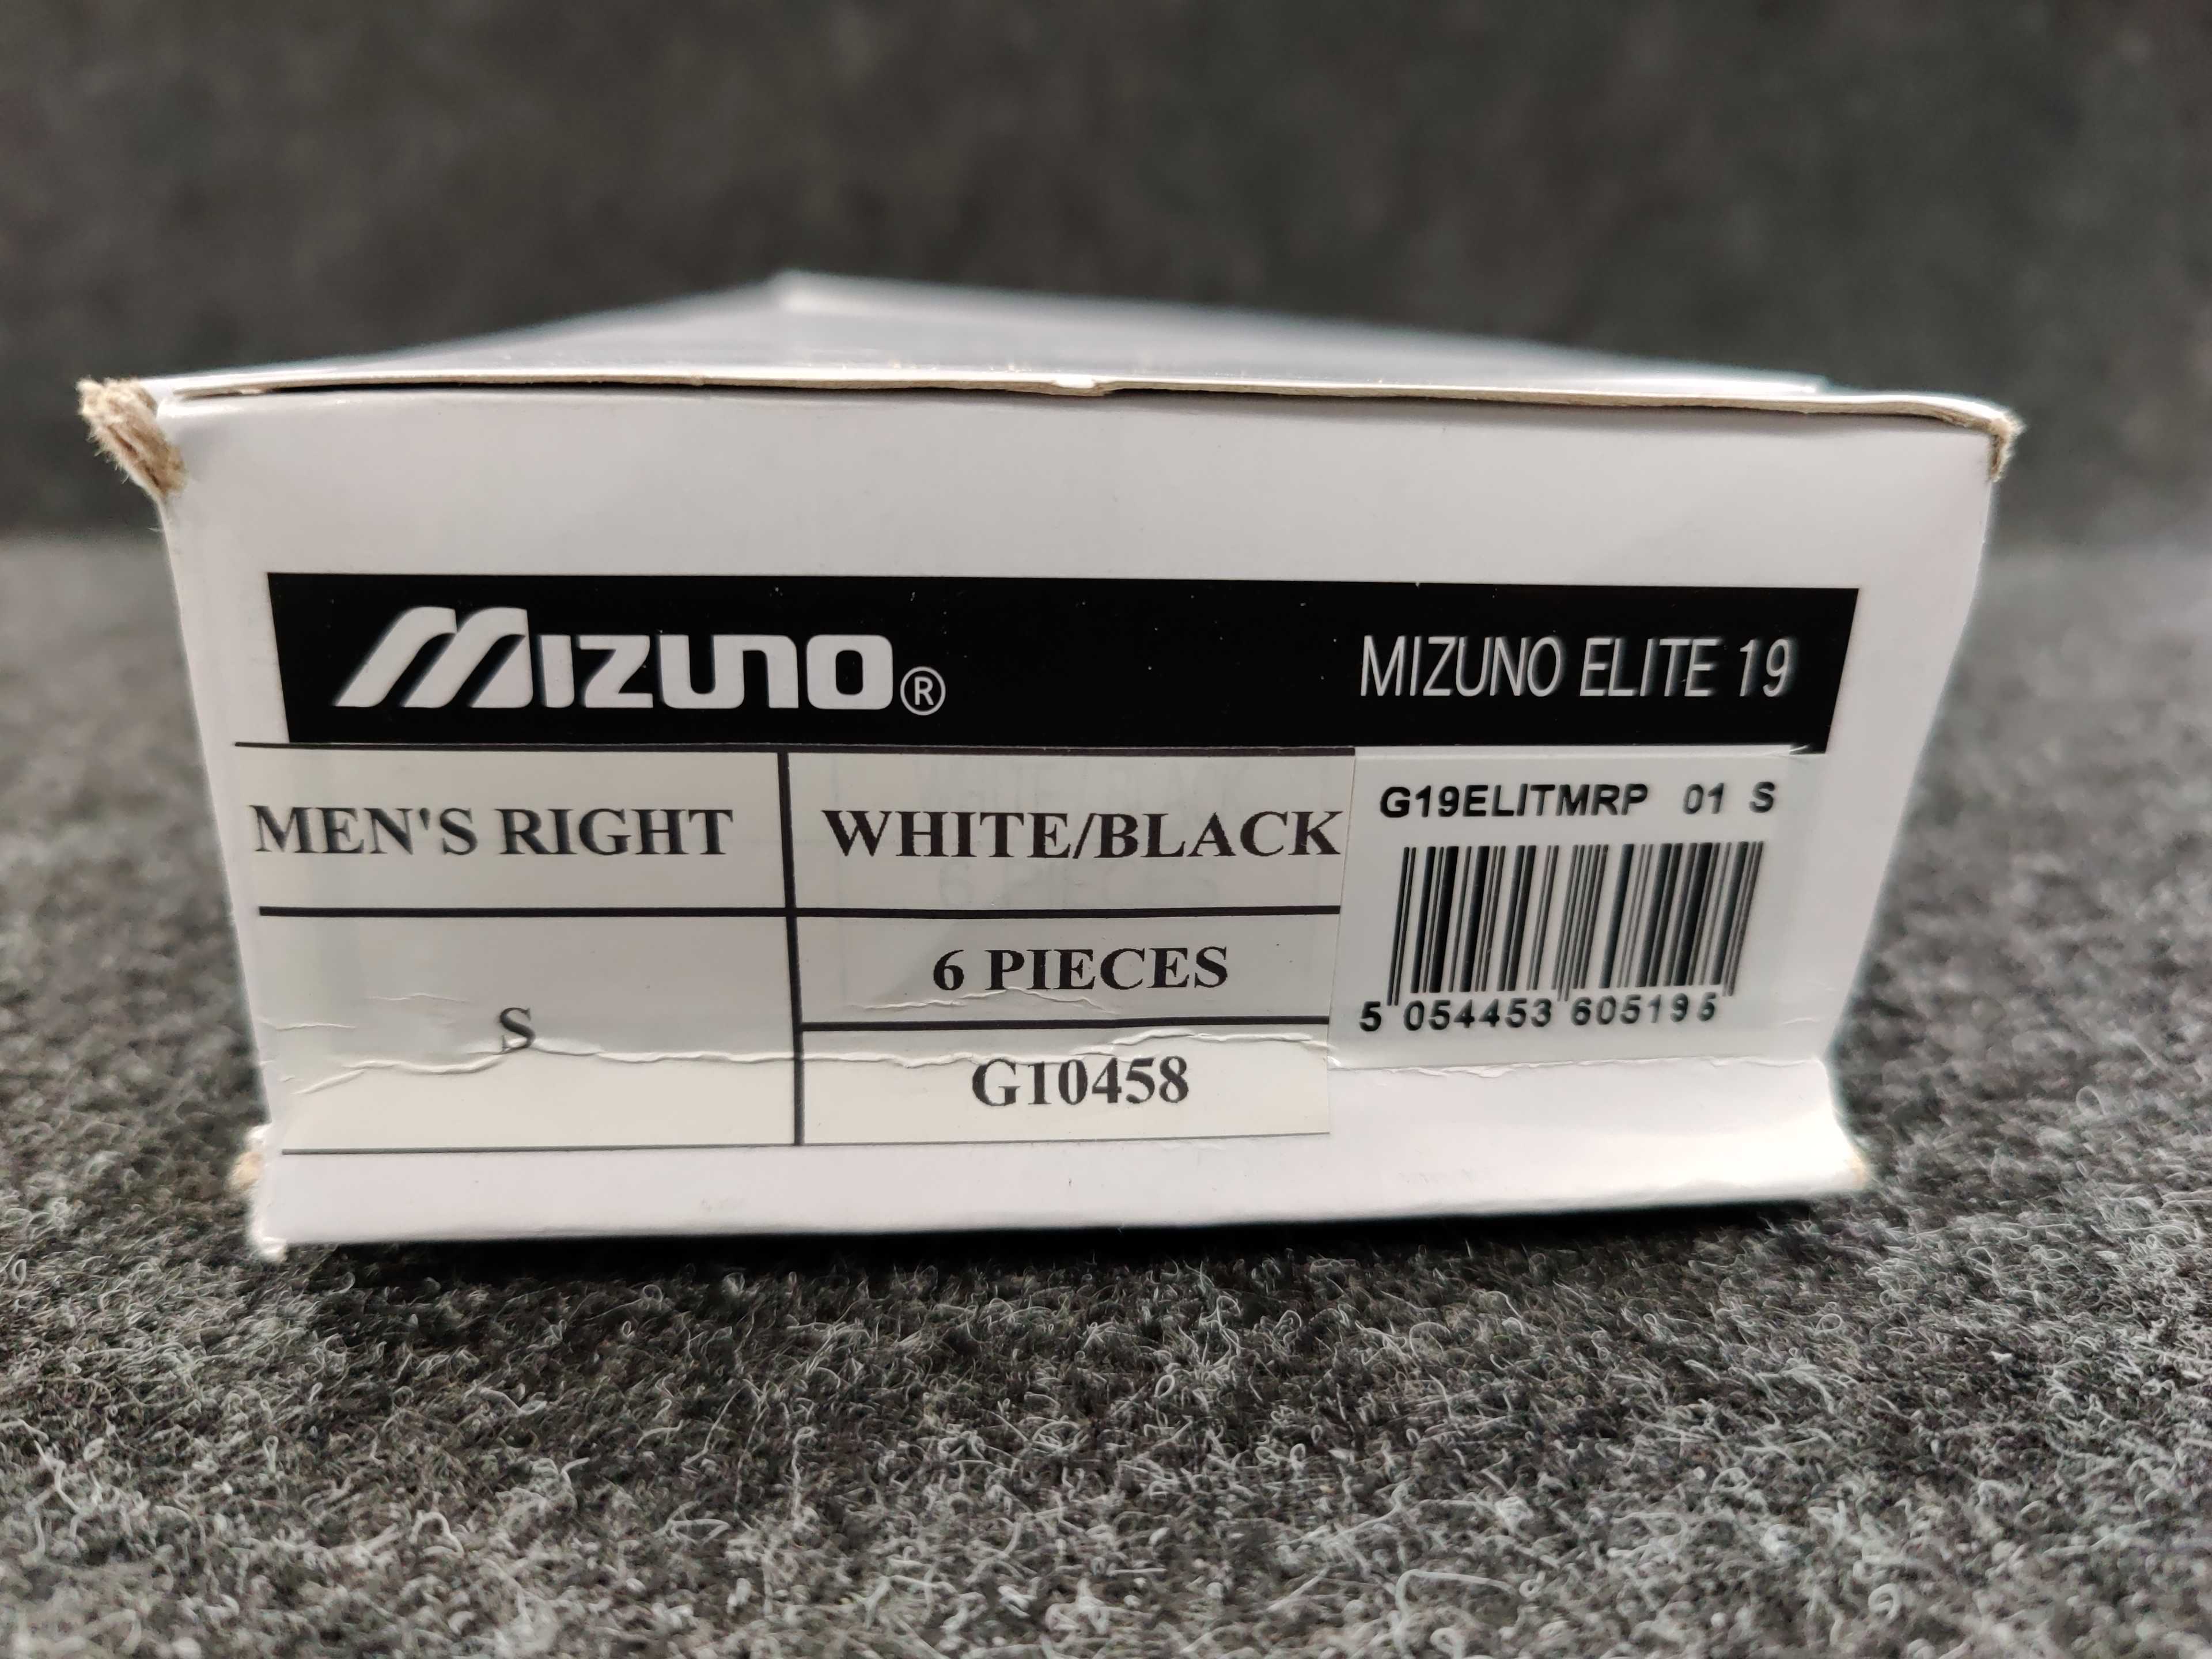 MIZUNO®
MIZUNO ELITE 19
MEN'S RIGHT
WHITE/BLACK
G19ELITMRP 01 S
6 PIECES
S
G10458
5 054453 605195